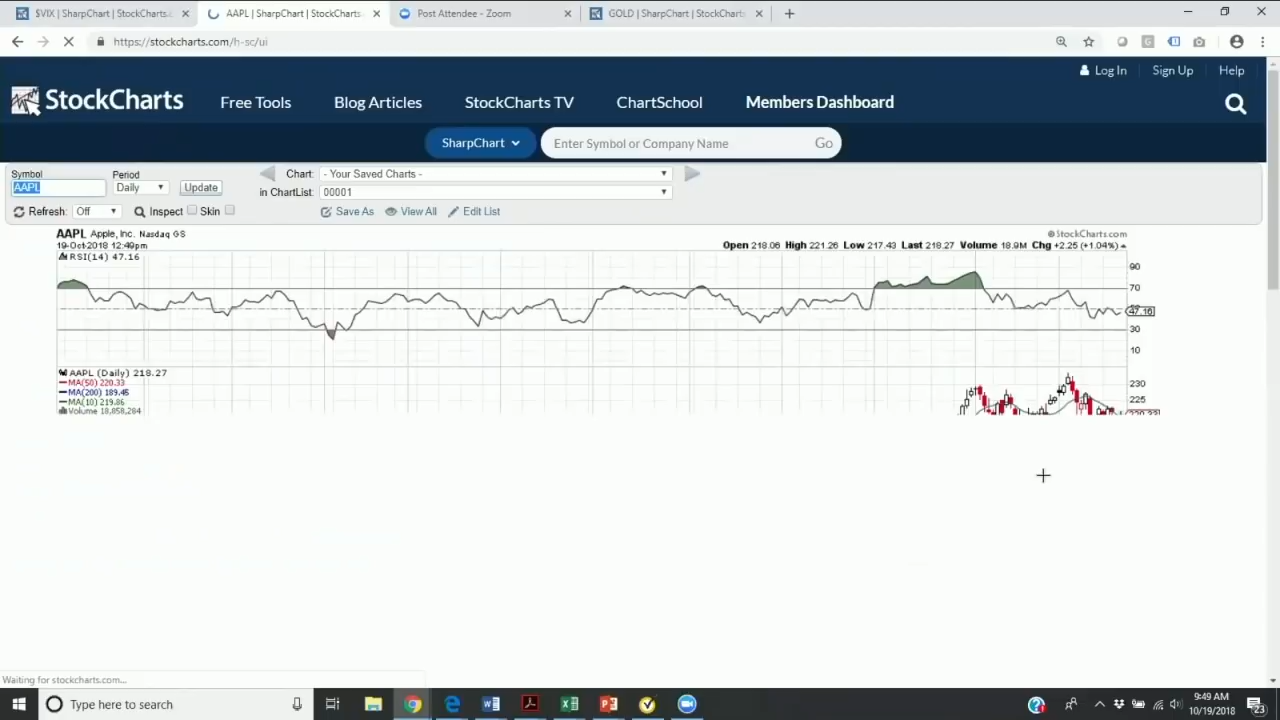 $VIX | SharpChart | StockCharts.c
AAPL | SharpChart | StockCharts.
Post Attendee - Zoom
GOLD | SharpChart | StockCharts
https://stockcharts.com/h-sc/ui
Log In
Sign Up
Help
StockCharts
Free Tools
Blog Articles
StockCharts TV
ChartSchool
Members Dashboard
SharpChart
Enter Symbol or Company Name
Go
Symbol
Period
Chart:
- Your Saved Charts -
AAPL
Daily
Update
in ChartList:
00001
Refresh:
Off
Inspect
Skin
Save As
View All
Edit List
AAPL Apple, Inc. Nasdaq GS
© StockCharts.com
19-Oct-2018 12:49pm
Open 218.06 High 221.26 Low 217.43 Last 218.27 Volume 18.9M Chg +2.25 (+1.04%)
RSI(14) 47.16
90
70
47.16
30
10
AAPL (Daily) 218.27
MA(50) 220.33
MA(200) 189.45
MA(10) 219.86
Volume 18,858,284
230
225
Waiting for stockcharts.com...
Type here to search
9:49 AM
10/19/2018
23